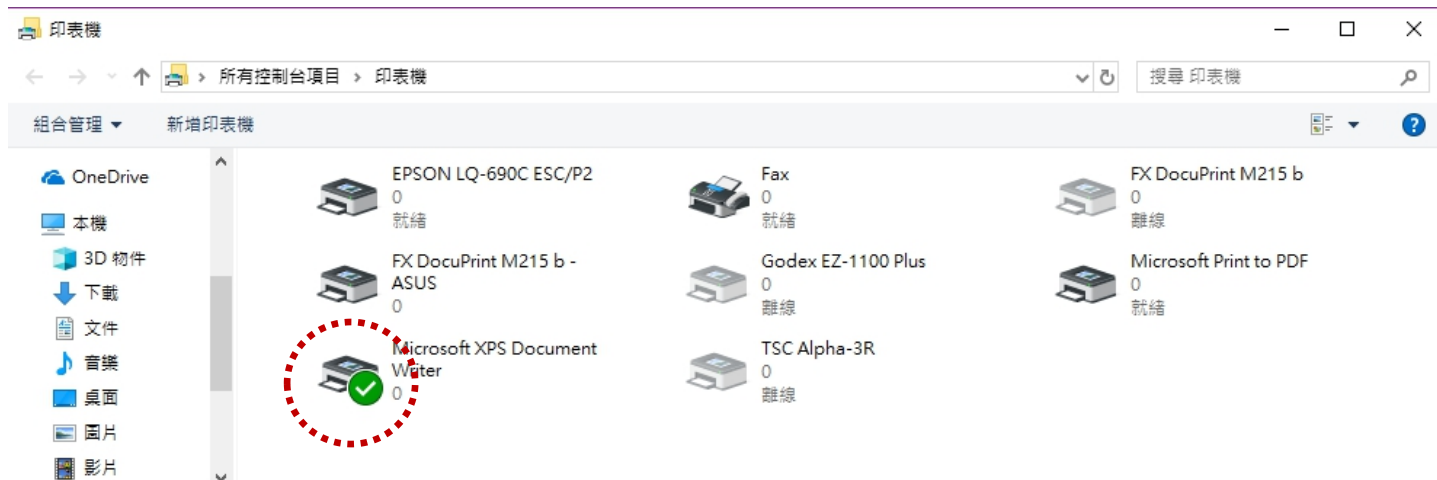 印表機
所有控制台項目 › 印表機
搜尋 印表機
組合管理
新增印表機
OneDrive
本機
3D 物件
下載
文件
音樂
桌面
圖片
影片
EPSON LQ-690C ESC/P2
0
就緒
Fax
0
就緒
FX DocuPrint M215 b
0
離線
FX DocuPrint M215 b -
ASUS
0
Godex EZ-1100 Plus
0
離線
Microsoft Print to PDF
0
就緒
Microsoft XPS Document
Writer
0
TSC Alpha-3R
0
離線